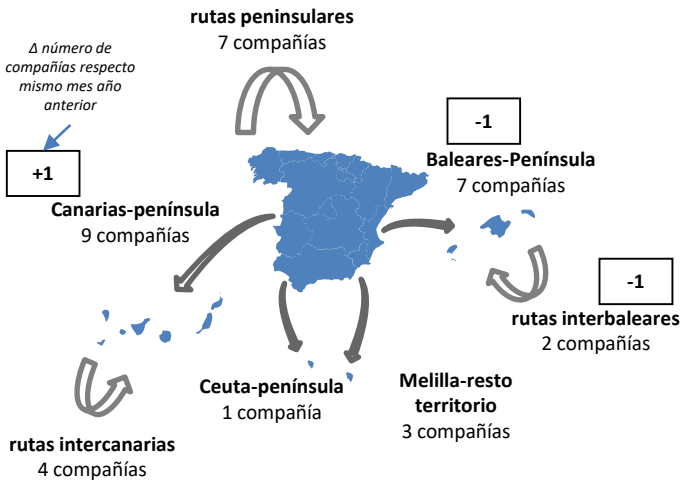 rutas peninsulares
7 compañías
Δ número de
compañías respecto
mismo mes año
anterior
+1
-1
Baleares-Península
7 compañías
Canarias-península
9 compañías
-1
rutas interbaleares
2 compañías
Ceuta-península
1 compañía
Melilla-resto
territorio
3 compañías
rutas intercanarias
4 compañías